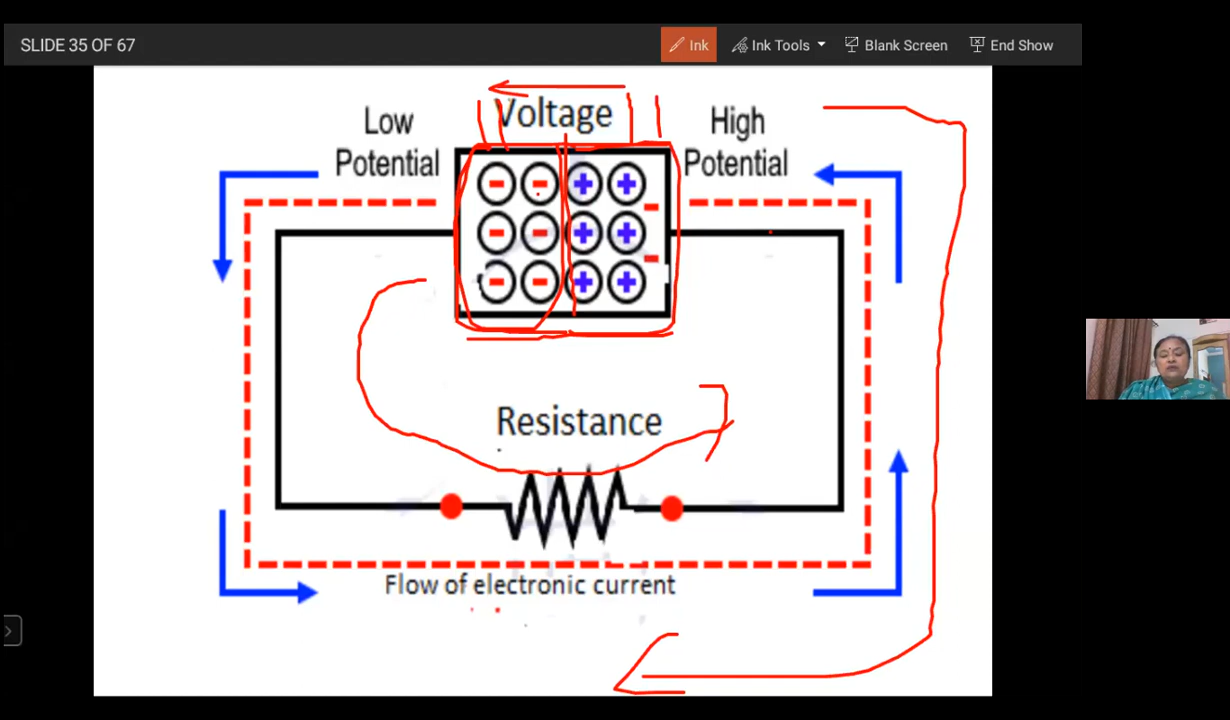 SLIDE 35 OF 67
Ink
Ink Tools
Blank Screen
End Show
Low
Potential
Voltage
High
Potential
Resistance
Flow of electronic current